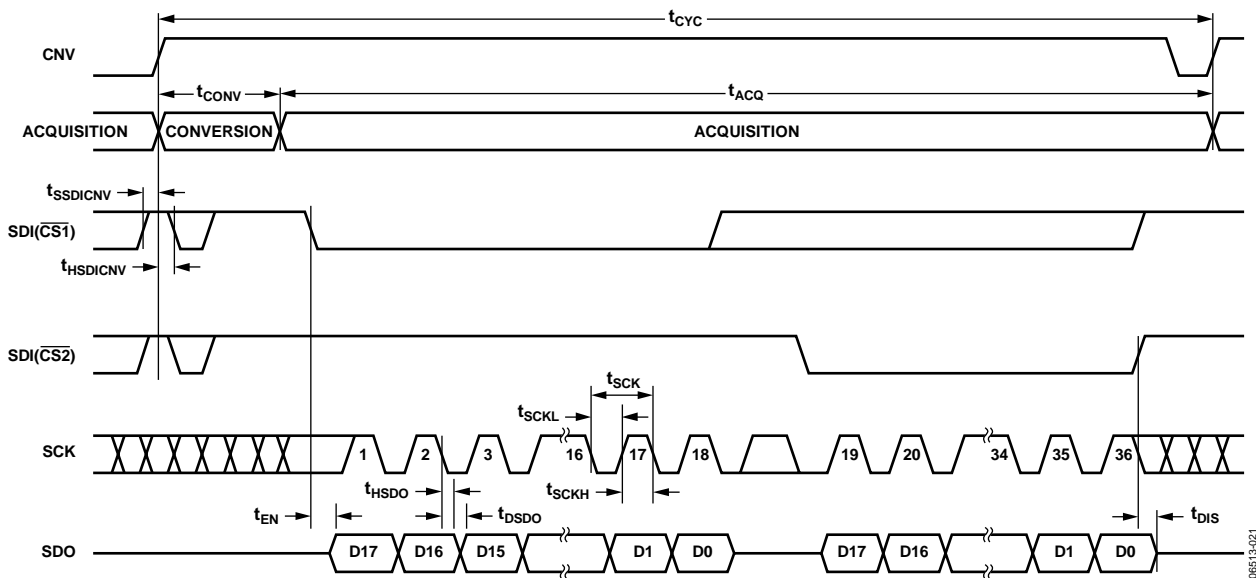 tCYC
CNV
tCONV
tACQ
ACQUISITION CONVERSION ACQUISITION
tSSDICNV
SDI(CS1)
tHSDICNV
SDI(CS2)
tSCK
tSCKL
SCK 1 2 3 16 17 18 19 20 34 35 36
tHSDO tSCKH
tEN tDSDO tDIS
SDO D17 D16 D15 D1 D0 D17 D16 D1 D0
06513-021